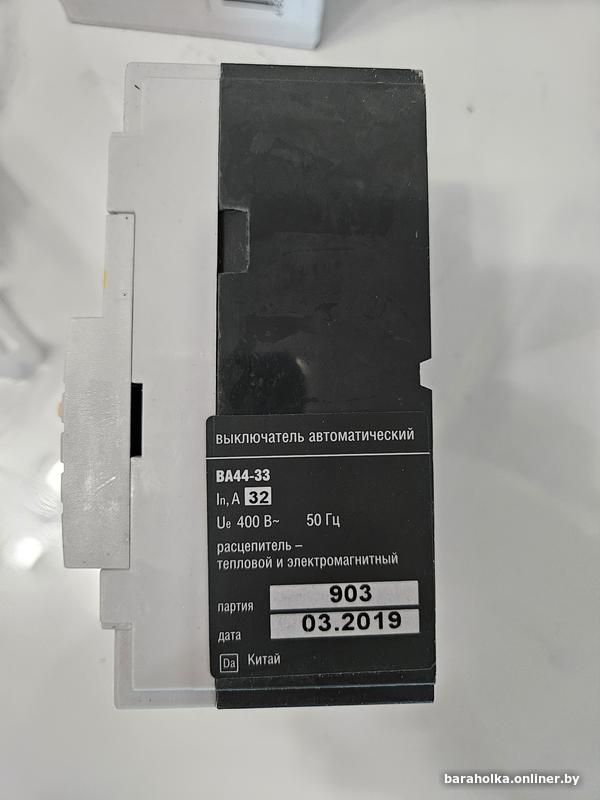 выключатель автоматический
ВА44-33
In, А 32
Ue 400 В~ 50 Гц
расцепитель –
тепловой и электромагнитный
партия 903
дата 03.2019
Da Китай
baraholka.onliner.by